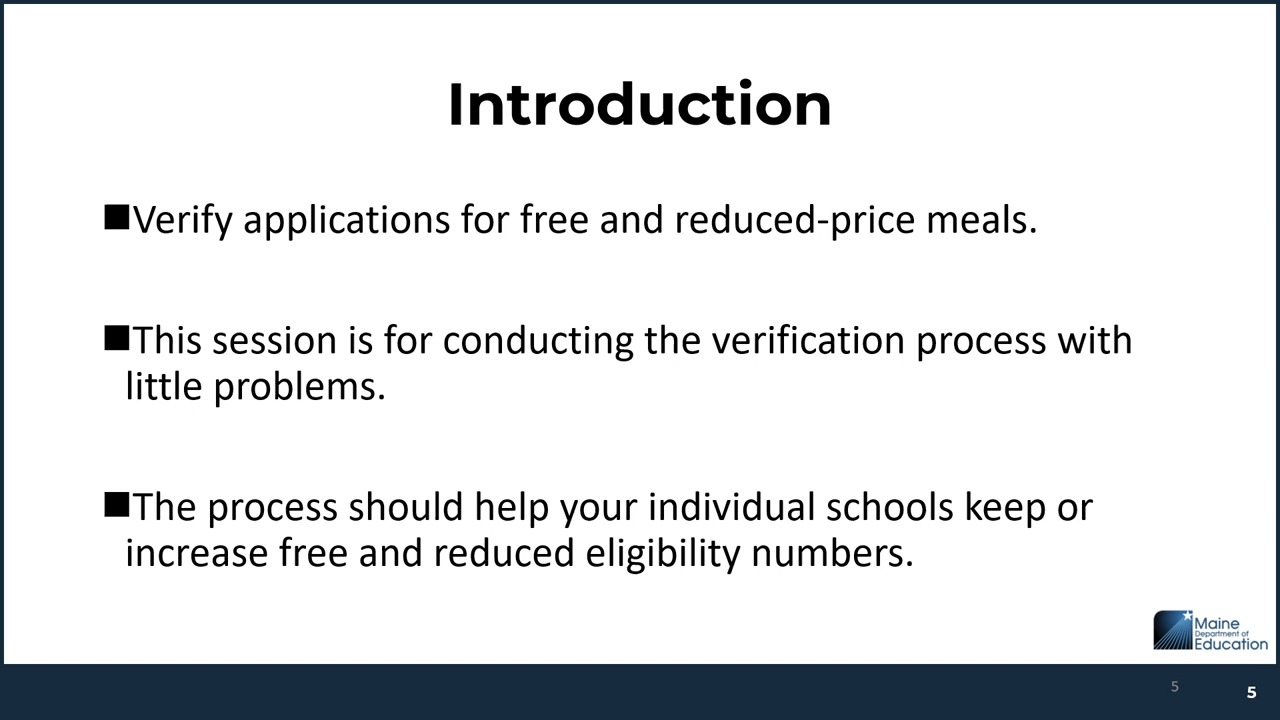 Introduction
■Verify applications for free and reduced-price meals.
■This session is for conducting the verification process with
little problems.
■The process should help your individual schools keep or
increase free and reduced eligibility numbers.
Maine
Department of
Education
5
5